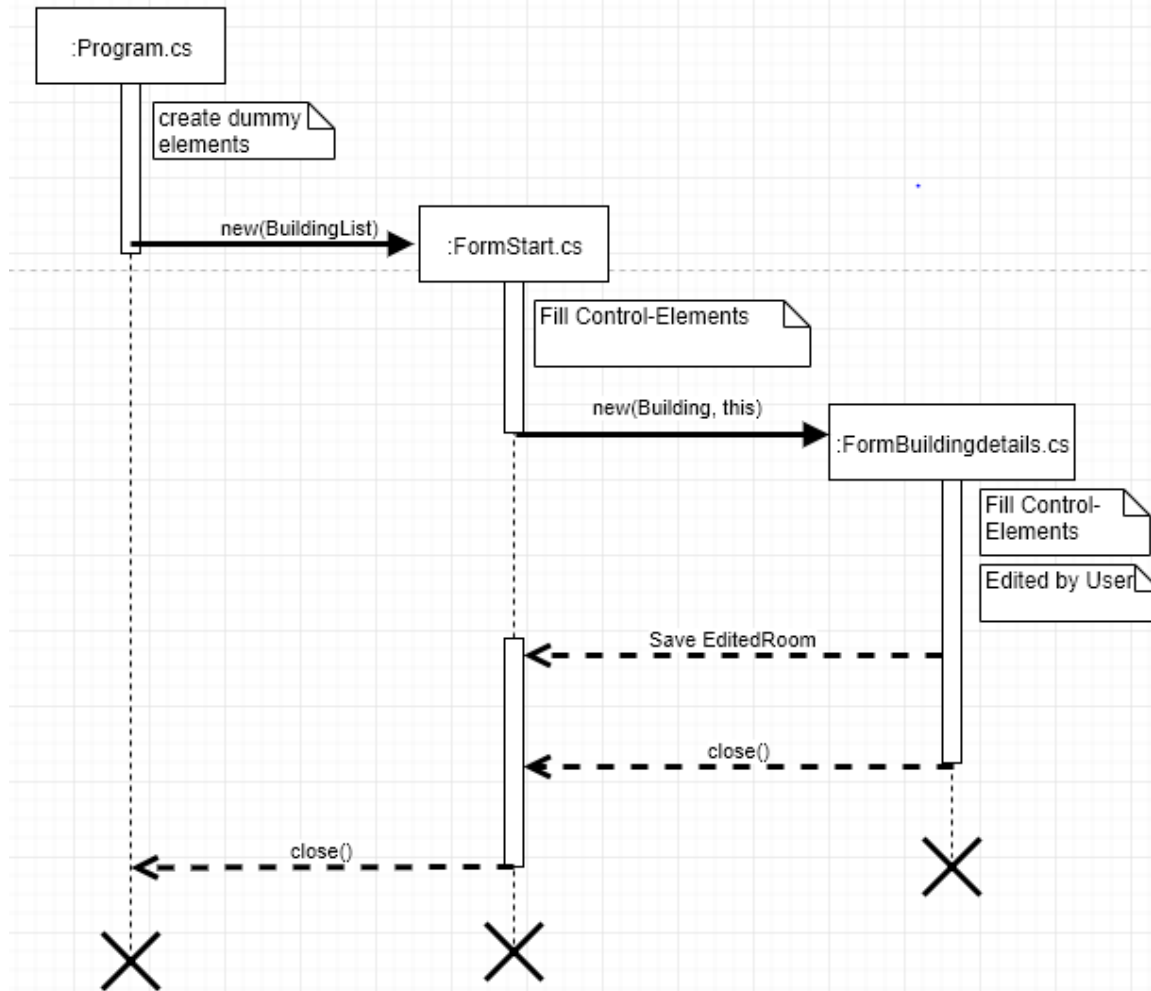 :Program.cs
create dummy
elements
new(BuildingList)
:FormStart.cs
Fill Control-Elements
new(Building, this)
:FormBuildingdetails.cs
Fill Control-
Elements
Edited by User
Save EditedRoom
close()
close()